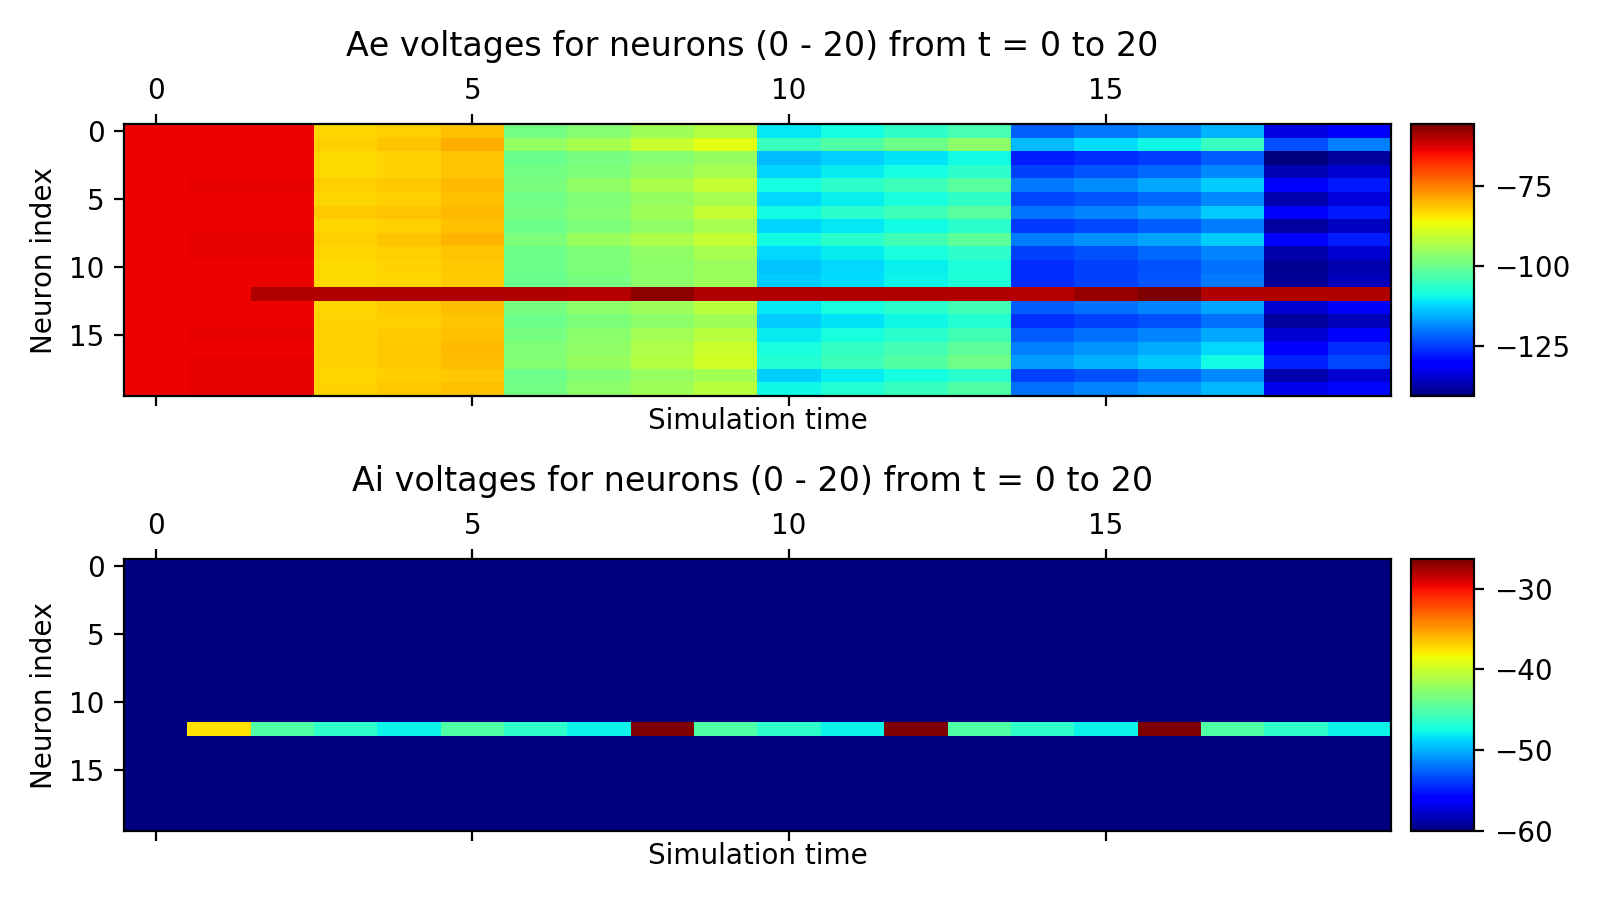 Ae voltages for neurons (0 - 20) from t = 0 to 20
0 5 10 15
Neuron index
0
5
10
15
−75
−100
−125
Simulation time
Ai voltages for neurons (0 - 20) from t = 0 to 20
0 5 10 15
Neuron index
0
5
10
15
−30
−40
−50
−60
Simulation time